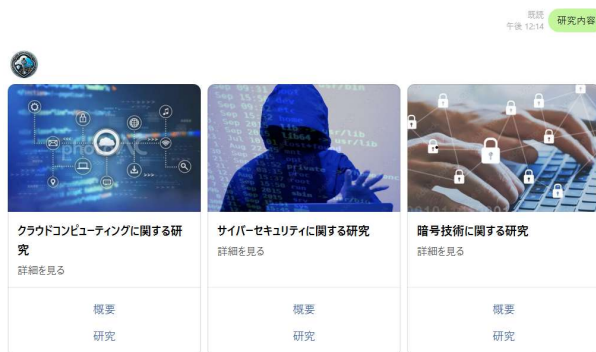 既読
午後 12:14
研究内容
クラウドコンピューティングに関する研
究
詳細を見る
概要
研究
サイバーセキュリティに関する研究
詳細を見る
概要
研究
暗号技術に関する研究
詳細を見る
概要
研究